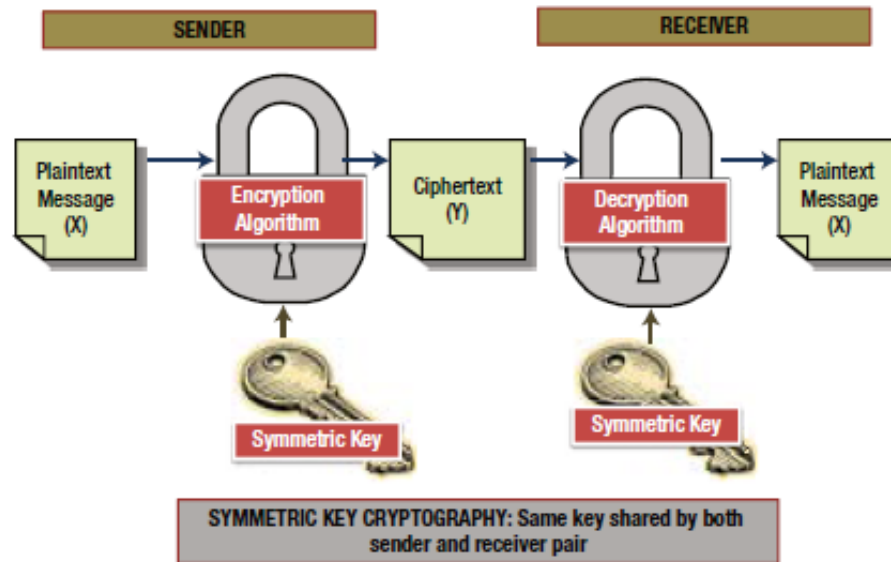 SENDER
RECEIVER
Plaintext
Message
(X)
Encryption
Algorithm
Ciphertext
(Y)
Decryption
Algorithm
Plaintext
Message
(X)
Symmetric Key
Symmetric Key
SYMMETRIC KEY CRYPTOGRAPHY: Same key shared by both
sender and receiver pair